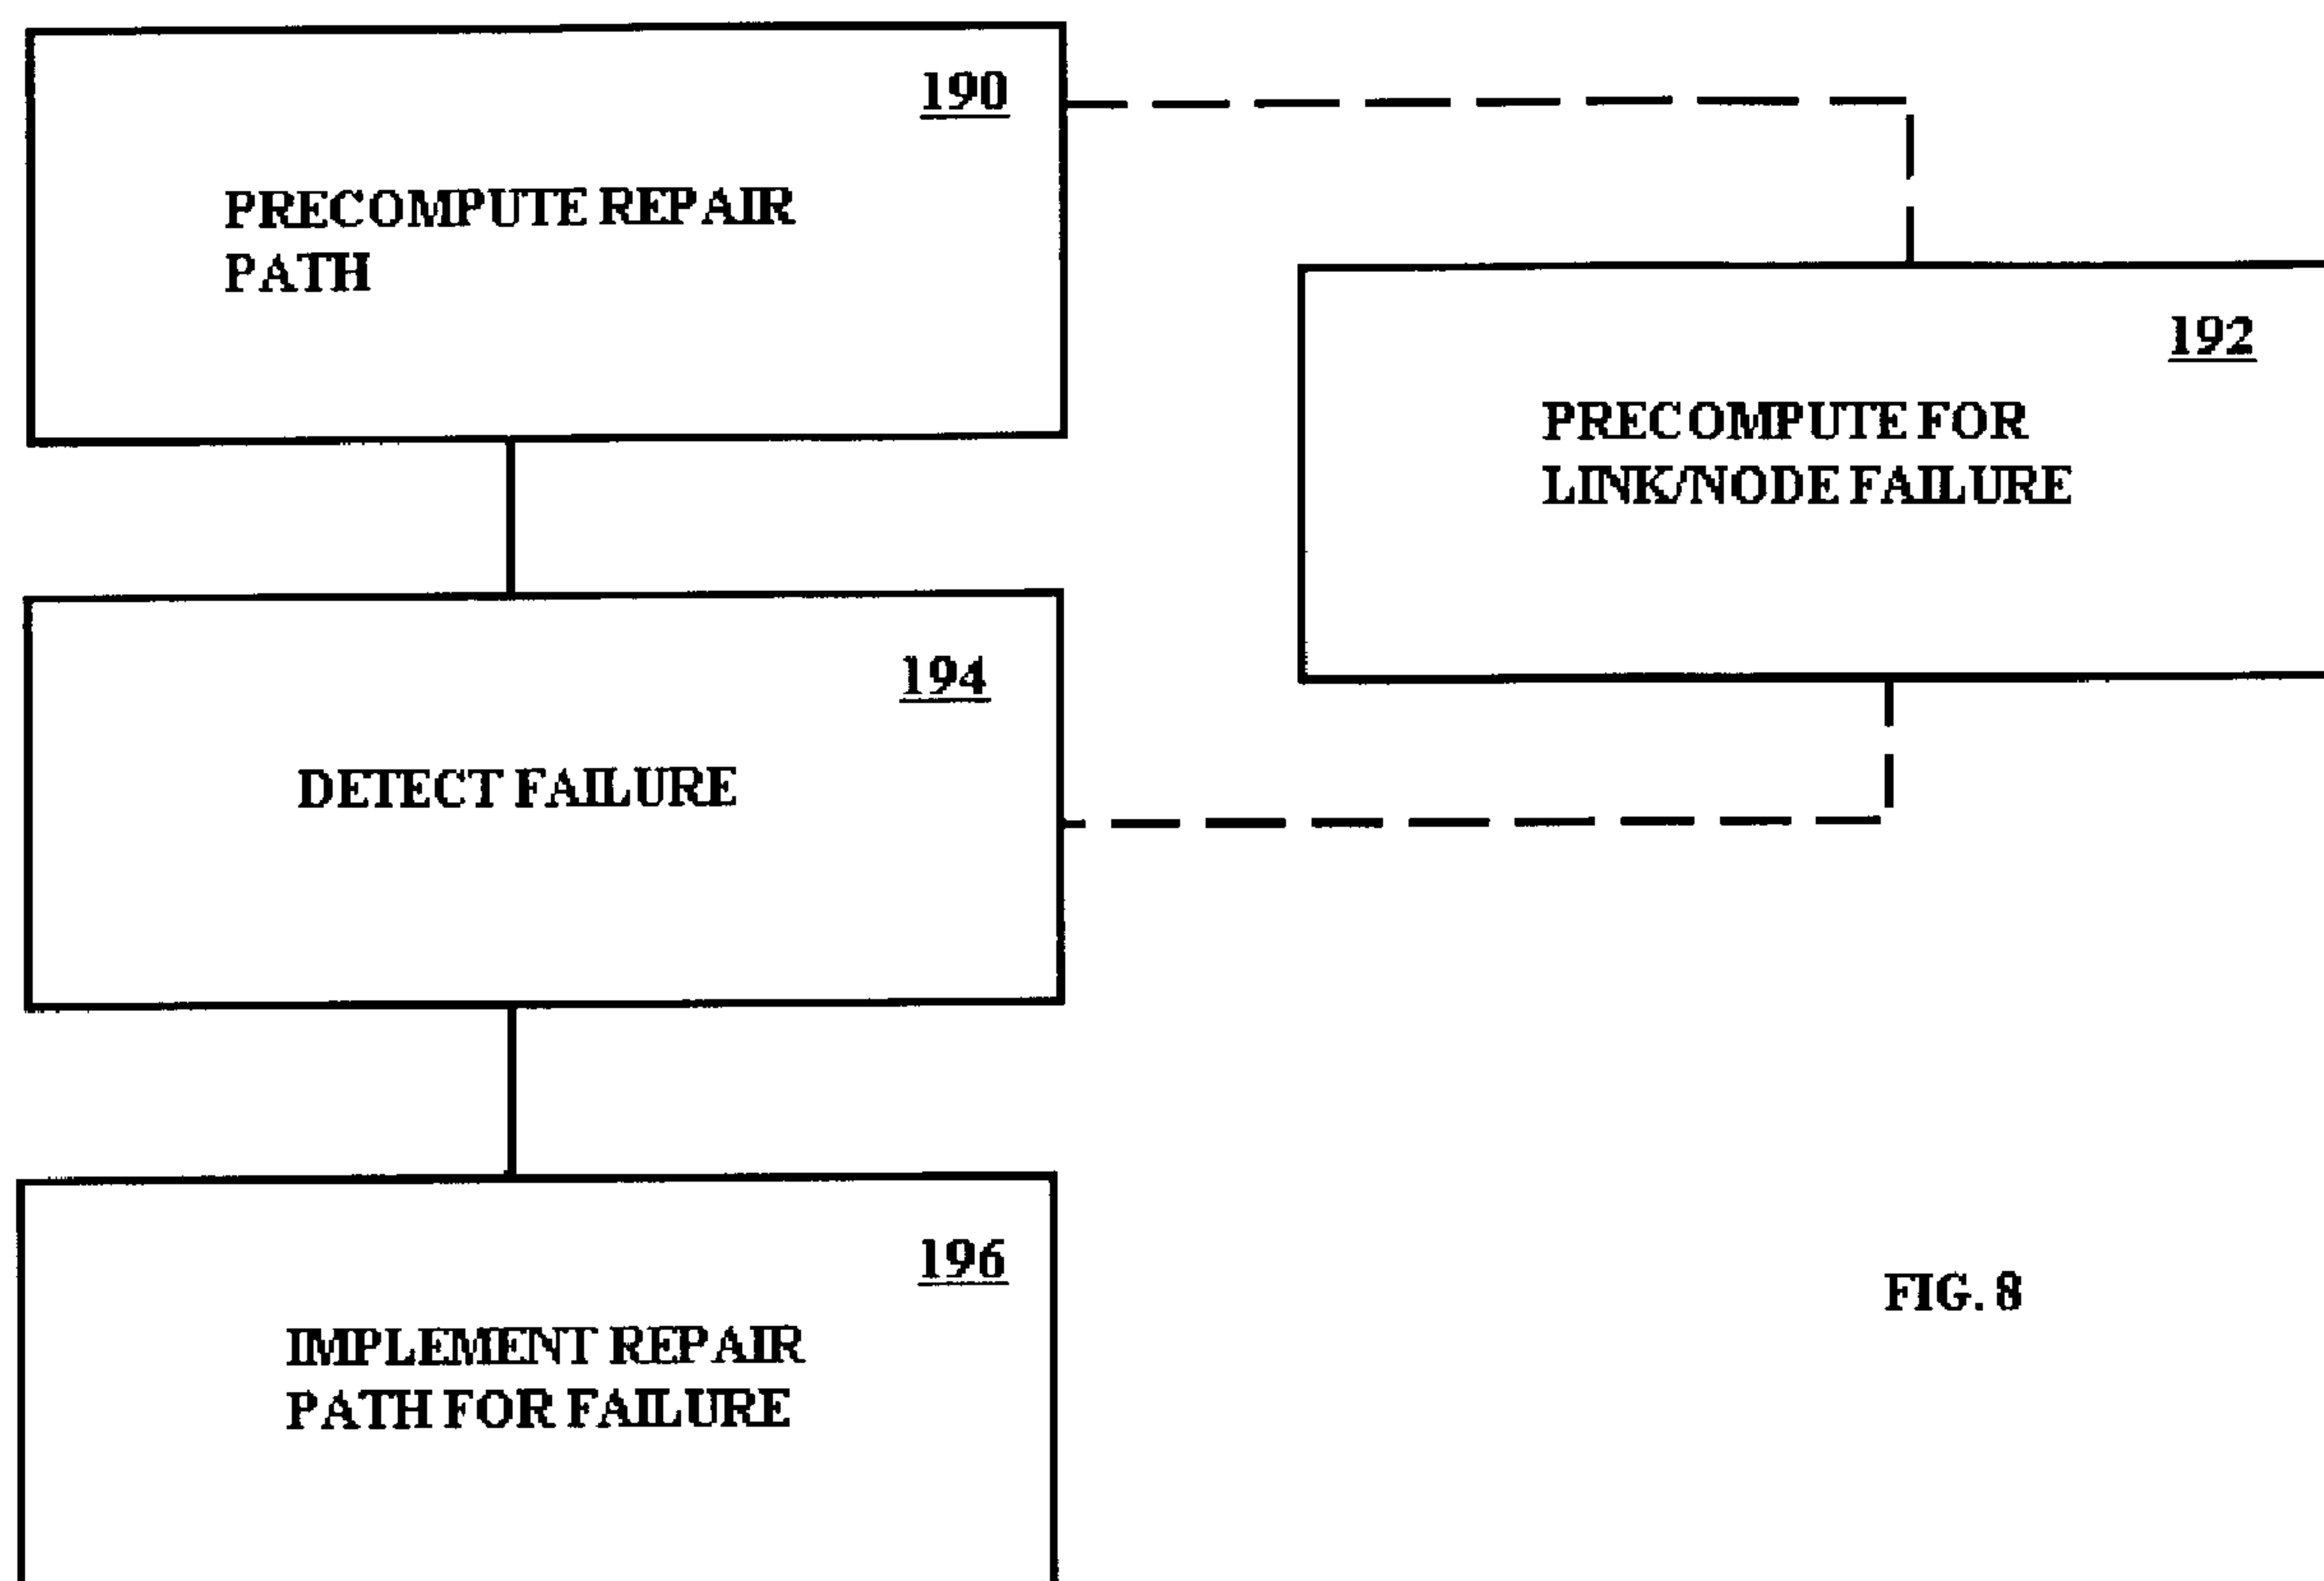 190
PRECOMPUTE REPAIR
PATH
192
PRECOMPUTE FOR
LINK/NODE FAILURE
194
DETECT FAILURE
196
IMPLEMENT REPAIR
PATH FOR FAILURE
FIG. 8